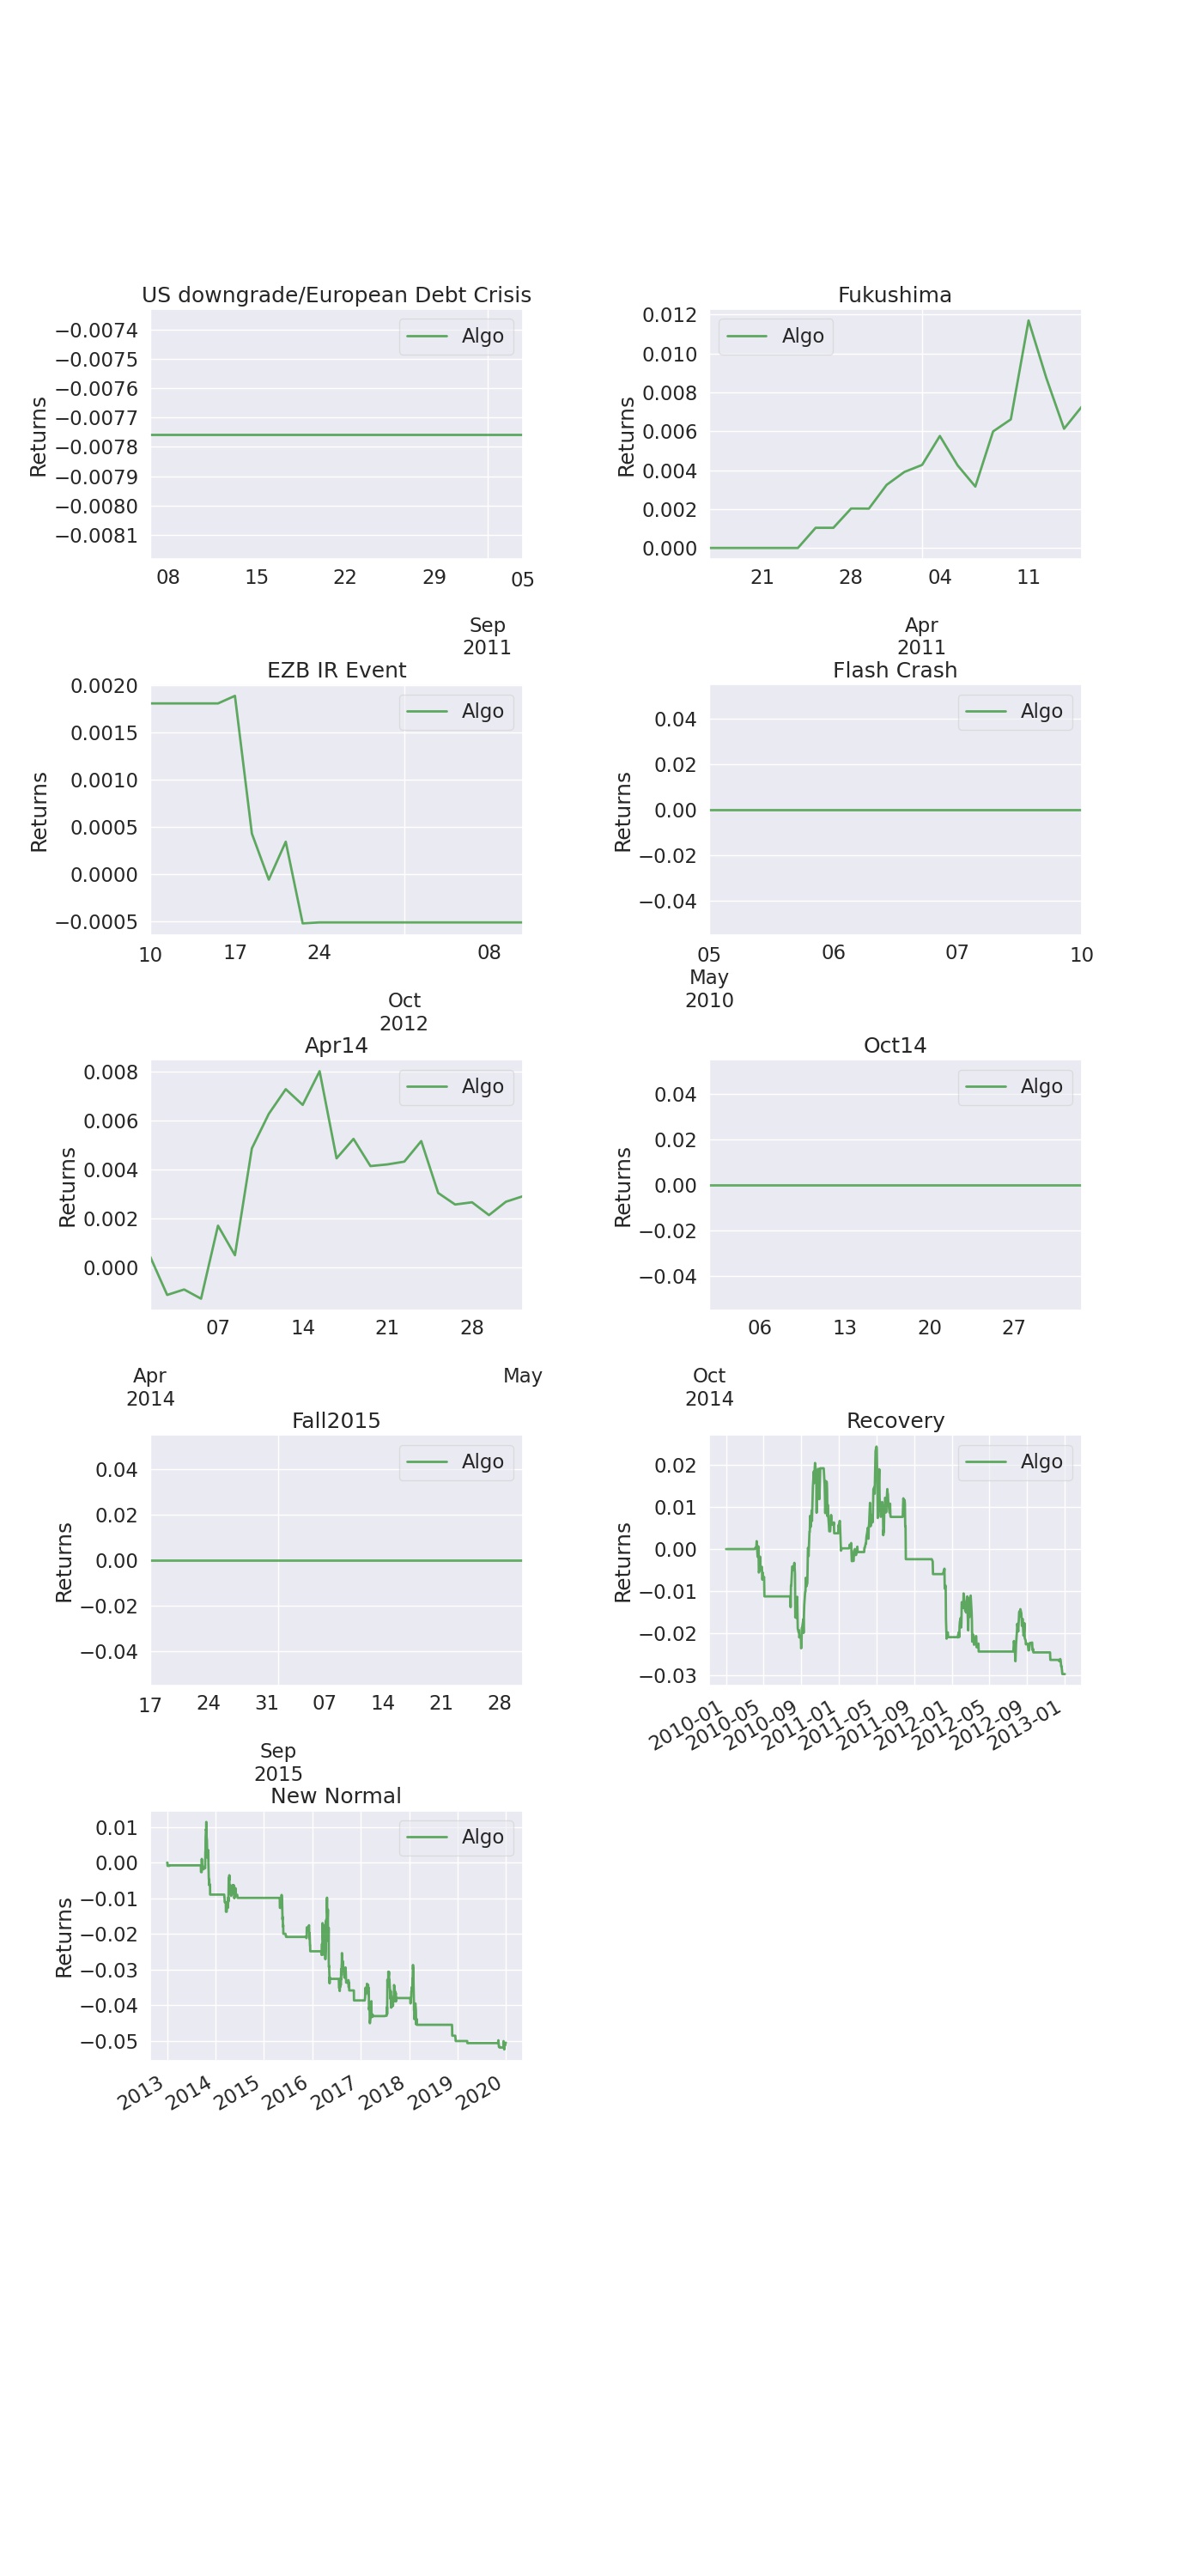 US downgrade/European Debt Crisis
Algo
Returns
−0.0074
−0.0075
−0.0076
−0.0077
−0.0078
−0.0079
−0.0080
−0.0081
08 15 22 29 05
Sep
2011
Fukushima
Algo
Returns
0.012
0.010
0.008
0.006
0.004
0.002
0.000
21 28 04 11
Apr
2011
EZB IR Event
Algo
Returns
0.0020
0.0015
0.0010
0.0005
0.0000
−0.0005
10 17 24 08
Oct
2012
Flash Crash
Algo
Returns
0.04
0.02
0.00
−0.02
−0.04
05 06 07 10
May
2010
Apr14
Algo
Returns
0.008
0.006
0.004
0.002
0.000
07 14 21 28
Apr May
2014
Oct14
Algo
Returns
0.04
0.02
0.00
−0.02
−0.04
06 13 20 27
Oct
2014
Fall2015
Algo
Returns
0.04
0.02
0.00
−0.02
−0.04
17 24 31 07 14 21 28
Sep
2015
Recovery
Algo
Returns
0.02
0.01
0.00
−0.01
−0.02
−0.03
2010-01 2010-05 2010-09 2011-01 2011-05 2011-09 2012-01 2012-05 2012-09 2013-01
New Normal
Algo
Returns
0.01
0.00
−0.01
−0.02
−0.03
−0.04
−0.05
2013 2014 2015 2016 2017 2018 2019 2020